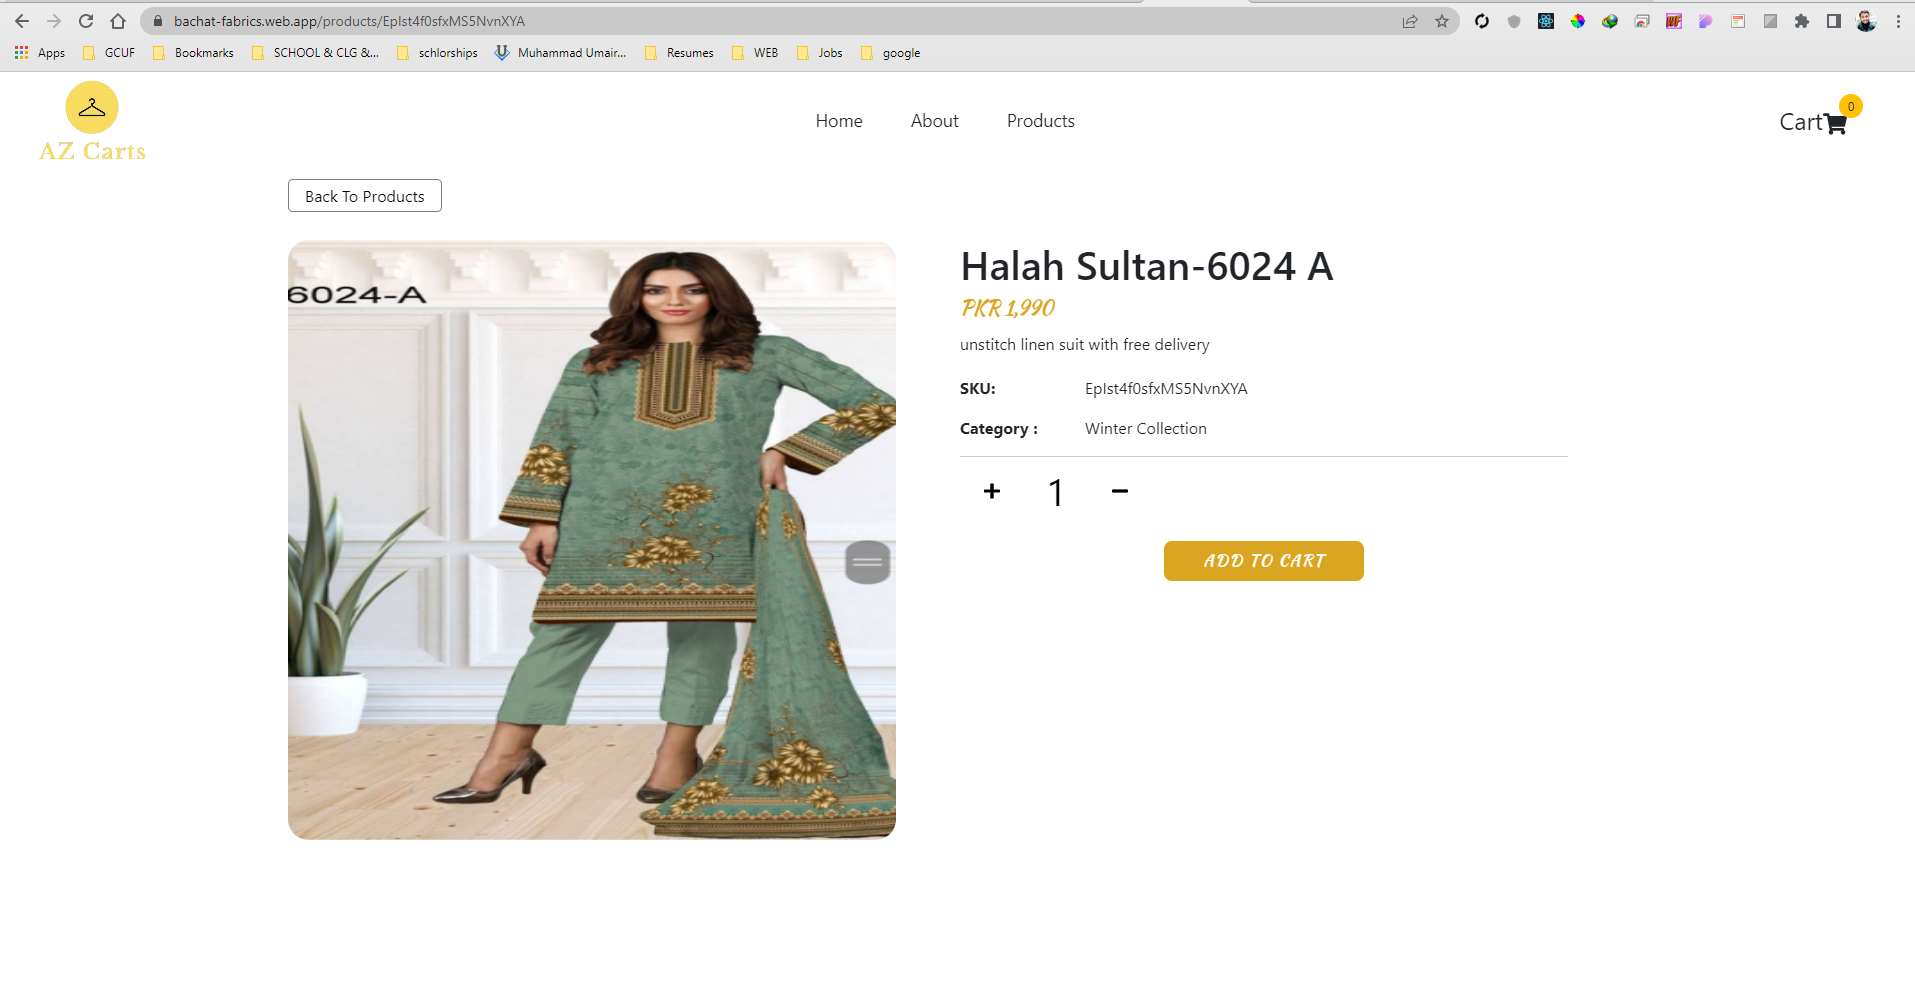 bachat-fabrics.web.app/products/EpIst4f0sfxMS5NvnXYA
Apps GCUF Bookmarks SCHOOL & CLG &... schlorships Muhammad Umair... Resumes WEB Jobs google
AZ Carts
Home About Products
Cart 0
Back To Products
6024-A
Halah Sultan-6024 A
PKR 1,990
unstitch linen suit with free delivery
SKU: EpIst4f0sfxMS5NvnXYA
Category : Winter Collection
+ 1 −
ADD TO CART